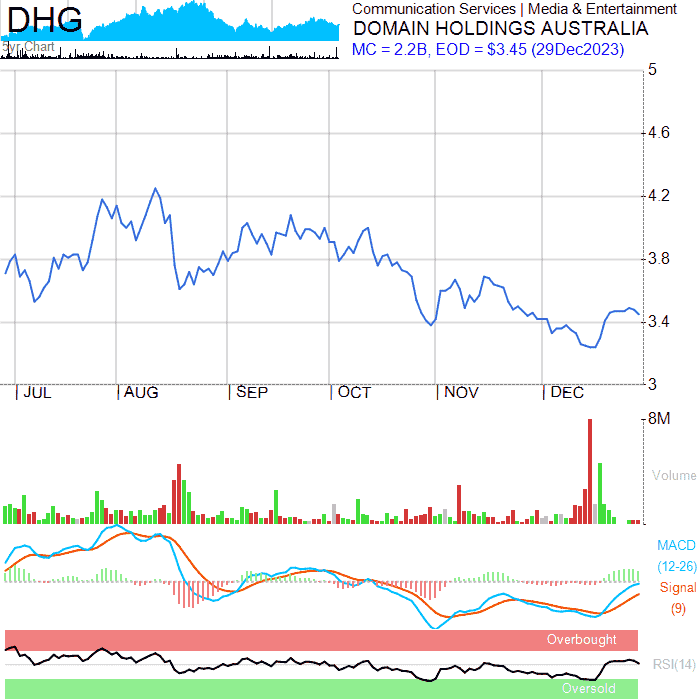 DHG
5yr Chart
Communication Services | Media & Entertainment
DOMAIN HOLDINGS AUSTRALIA
MC = 2.2B, EOD = $3.45 (29Dec2023)
5
4.6
4.2
3.8
3.4
3
JUL AUG SEP OCT NOV DEC
8M
Volume
MACD
(12-26)
Signal
(9)
Overbought
RSI(14)
Oversold